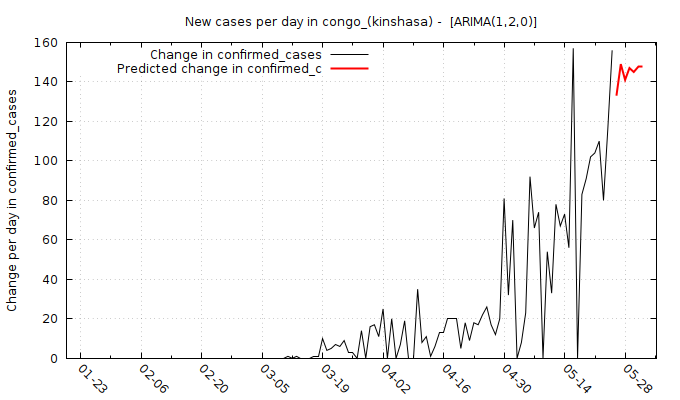 New cases per day in congo_(kinshasa) -  [ARIMA(1,2,0)]
Change in confirmed_cases
Predicted change in confirmed_c
Change per day in confirmed_cases
160
140
120
100
80
60
40
20
0
01-23 02-06 02-20 03-05 03-19 04-02 04-16 04-30 05-14 05-28